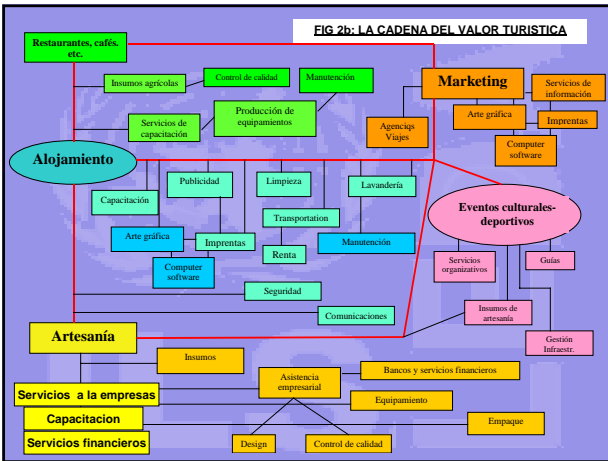 FIG 2b: LA CADENA DEL VALOR TURISTICA
Restaurantes, cafés.
etc.
Insumos agrícolas
Control de calidad
Manutención
Servicios de
capacitación
Producción de
equipamientos
Marketing
Servicios de
información
Arte gráfica
Imprentas
Agenciqs
Viajes
Computer
software
Alojamiento
Capacitación
Publicidad
Limpieza
Lavandería
Transportation
Arte gráfica
Imprentas
Renta
Manutención
Computer
software
Seguridad
Comunicaciones
Eventos culturales-
deportivos
Servicios
organizativos
Guías
Insumos de
artesanía
Gestión
Infraestr.
Artesanía
Insumos
Asistencia
empresarial
Bancos y servicios financieros
Servicios  a la empresas
Equipamiento
Capacitacion
Empaque
Servicios financieros
Design
Control de calidad